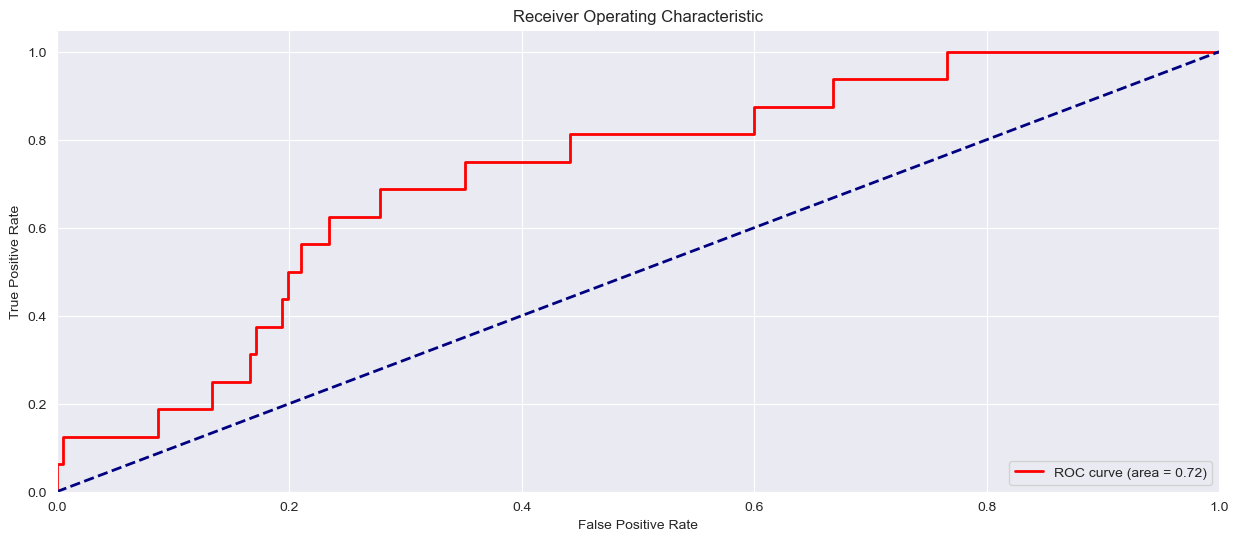 Receiver Operating Characteristic
1.0
0.8
0.6
0.4
0.2
0.0
True Positive Rate
ROC curve (area = 0.72)
0.0 0.2 0.4 0.6 0.8 1.0
False Positive Rate